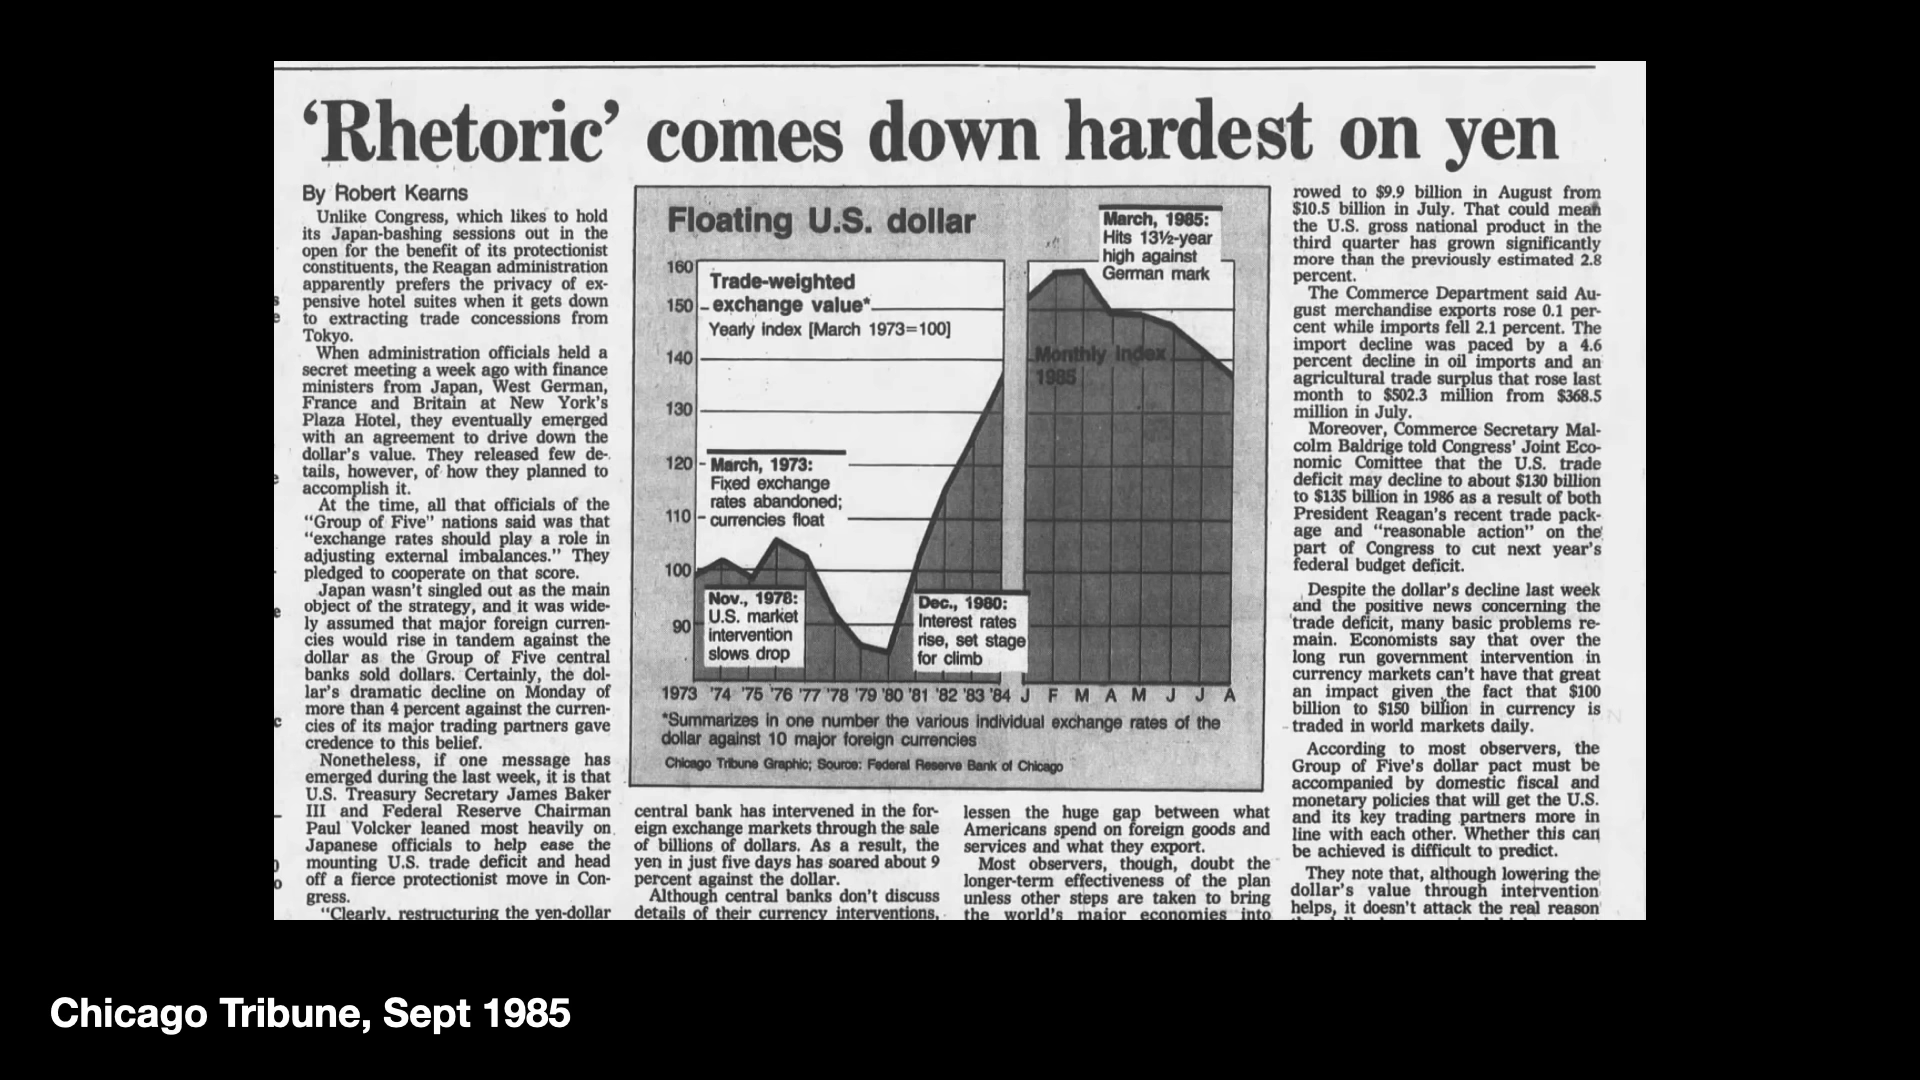 ‘Rhetoric’ comes down hardest on yen
By Robert Kearns
Unlike Congress, which likes to hold
its Japan-bashing sessions out in the
open for the benefit of its protectionist
constituents, the Reagan administration
apparently prefers the privacy of ex-
pensive hotel suites when it gets down
to extracting trade concessions from
Tokyo.
When administration officials held a
secret meeting a week ago with finance
ministers from Japan, West German,
France and Britain at New York’s
Plaza Hotel, they eventually emerged
with an agreement to drive down the
dollar’s value. They released few de-
tails, however, of how they planned to
accomplish it.
At the time, all that officials of the
“Group of Five” nations said was that
“exchange rates should play a role in
adjusting external imbalances.” They
pledged to cooperate on that score.
Japan wasn’t singled out as the main
object of the strategy, and it was wide-
ly assumed that major foreign curren-
cies would rise in tandem against the
dollar as the Group of Five central
banks sold dollars. Certainly, the dol-
lar’s dramatic decline on Monday of
more than 4 percent against the curren-
cies of its major trading partners gave
credence to this belief.
Nonetheless, if one message has
emerged during the last week, it is that
U.S. Treasury Secretary James Baker
III and Federal Reserve Chairman
Paul Volcker leaned most heavily on
Japanese officials to help ease the
mounting U.S. trade deficit and head
off a fierce protectionist move in Con-
gress.
“Clearly, restructuring the yen-dollar
Floating U.S. dollar
Trade-weighted
exchange value*
Yearly index [March 1973=100]
160
150
140
130
120
110
100
90
March, 1973:
Fixed exchange
rates abandoned;
currencies float
Nov., 1978:
U.S. market
intervention
slows drop
Dec., 1980:
Interest rates
rise, set stage
for climb
March, 1985:
Hits 13½-year
high against
German mark
Monthly index
1985
1973 ’74 ’75 ’76 ’77 ’78 ’79 ’80 ’81 ’82 ’83 ’84 J F M A M J J A
*Summarizes in one number the various individual exchange rates of the
dollar against 10 major foreign currencies
Chicago Tribune Graphic; Source: Federal Reserve Bank of Chicago
central bank has intervened in the for-
eign exchange markets through the sale
of billions of dollars. As a result, the
yen in just five days has soared about 9
percent against the dollar.
Although central banks don’t discuss
details of their currency interventions,
lessen the huge gap between what
Americans spend on foreign goods and
services and what they export.
Most observers, though, doubt the
longer-term effectiveness of the plan
unless other steps are taken to bring
the world’s major economies into
rowed to $9.9 billion in August from
$10.5 billion in July. That could mean
the U.S. gross national product in the
third quarter has grown significantly
more than the previously estimated 2.8
percent.
The Commerce Department said Au-
gust merchandise exports rose 0.1 per-
cent while imports fell 2.1 percent. The
import decline was paced by a 4.6
percent decline in oil imports and an
agricultural trade surplus that rose last
month to $502.3 million from $368.5
million in July.
Moreover, Commerce Secretary Mal-
colm Baldrige told Congress’ Joint Eco-
nomic Comittee that the U.S. trade
deficit may decline to about $130 billion
to $135 billion in 1986 as a result of both
President Reagan’s recent trade pack-
age and “reasonable action” on the
part of Congress to cut next year’s
federal budget deficit.
Despite the dollar’s decline last week
and the positive news concerning the
trade deficit, many basic problems re-
main. Economists say that over the
long run government intervention in
currency markets can’t have that great
an impact given the fact that $100
billion to $150 billion in currency is
traded in world markets daily.
According to most observers, the
Group of Five’s dollar pact must be
accompanied by domestic fiscal and
monetary policies that will get the U.S.
and its key trading partners more in
line with each other. Whether this can
be achieved is difficult to predict.
They note that, although lowering the
dollar’s value through intervention
helps, it doesn’t attack the real reason
Chicago Tribune, Sept 1985